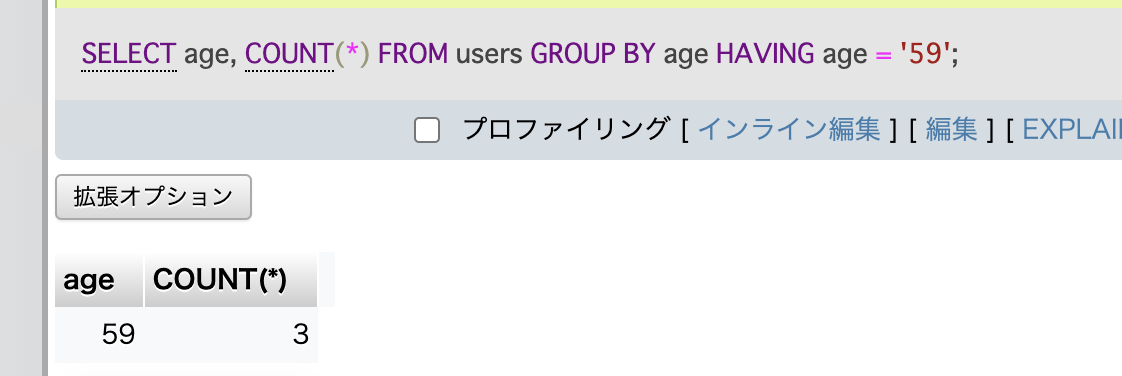 SELECT age, COUNT(*) FROM users GROUP BY age HAVING age = '59';
プロファイリング [ インライン編集 ] [ 編集 ] [ EXPLAI
拡張オプション
age COUNT(*)
59 3